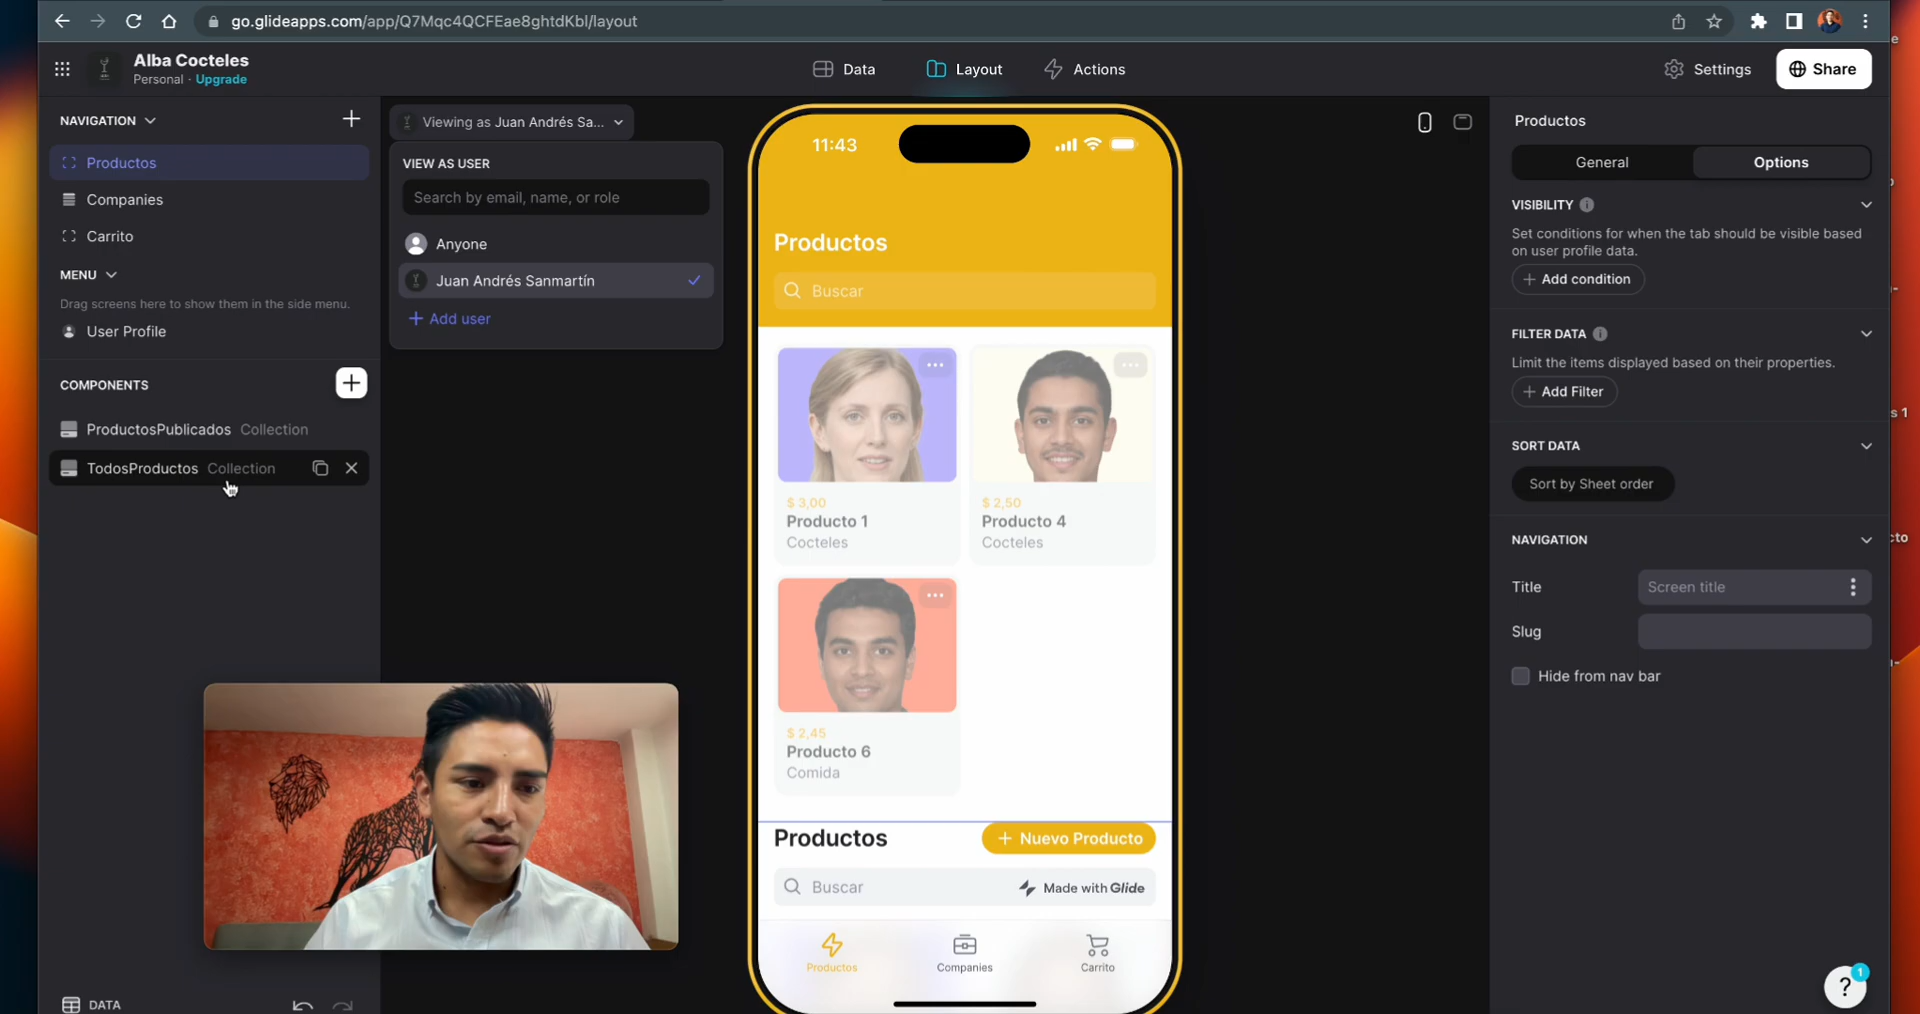 go.glideapps.com/app/Q7Mqc4QCFEae8ghtdKbl/layout
Alba Cocteles
Personal · Upgrade
Data
Layout
Actions
Settings
Share
NAVIGATION
Productos
Companies
Carrito
MENU
Drag screens here to show them in the side menu.
User Profile
COMPONENTS
ProductosPublicados Collection
TodosProductos Collection
DATA
Viewing as Juan Andrés Sa...
VIEW AS USER
Search by email, name, or role
Anyone
Juan Andrés Sanmartín
+ Add user
11:43
Productos
Buscar
$ 3,00
Producto 1
Cocteles
$ 2,50
Producto 4
Cocteles
$ 2,45
Producto 6
Comida
Productos
+ Nuevo Producto
Buscar
Made with Glide
Productos
Companies
Carrito
Productos
General
Options
VISIBILITY
Set conditions for when the tab should be visible based
on user profile data.
+ Add condition
FILTER DATA
Limit the items displayed based on their properties.
+ Add Filter
SORT DATA
Sort by Sheet order
NAVIGATION
Title
Screen title
Slug
Hide from nav bar
?
1
s 1
cto